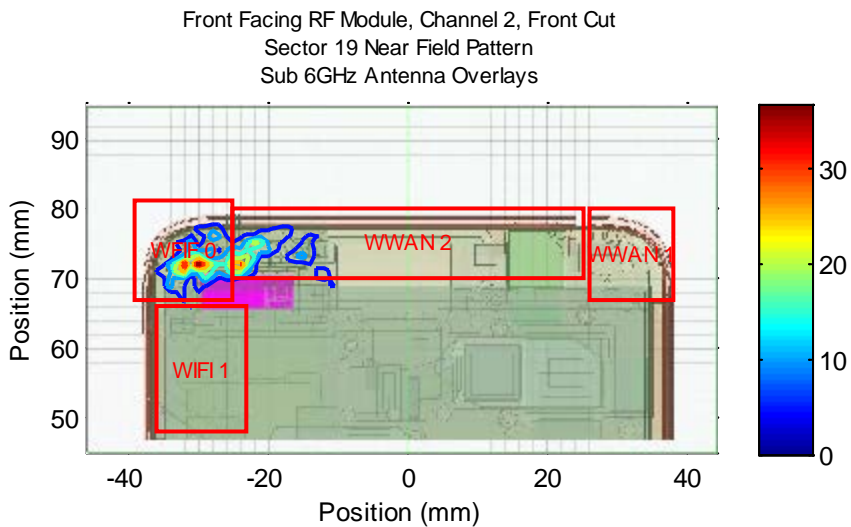 Front Facing RF Module, Channel 2, Front Cut
Sector 19 Near Field Pattern
Sub 6GHz Antenna Overlays
90
80
70
60
50
Position (mm)
WIFI 0
WWAN 2
WWAN 1
WIFI 1
-40
-20
0
20
40
Position (mm)
30
20
10
0